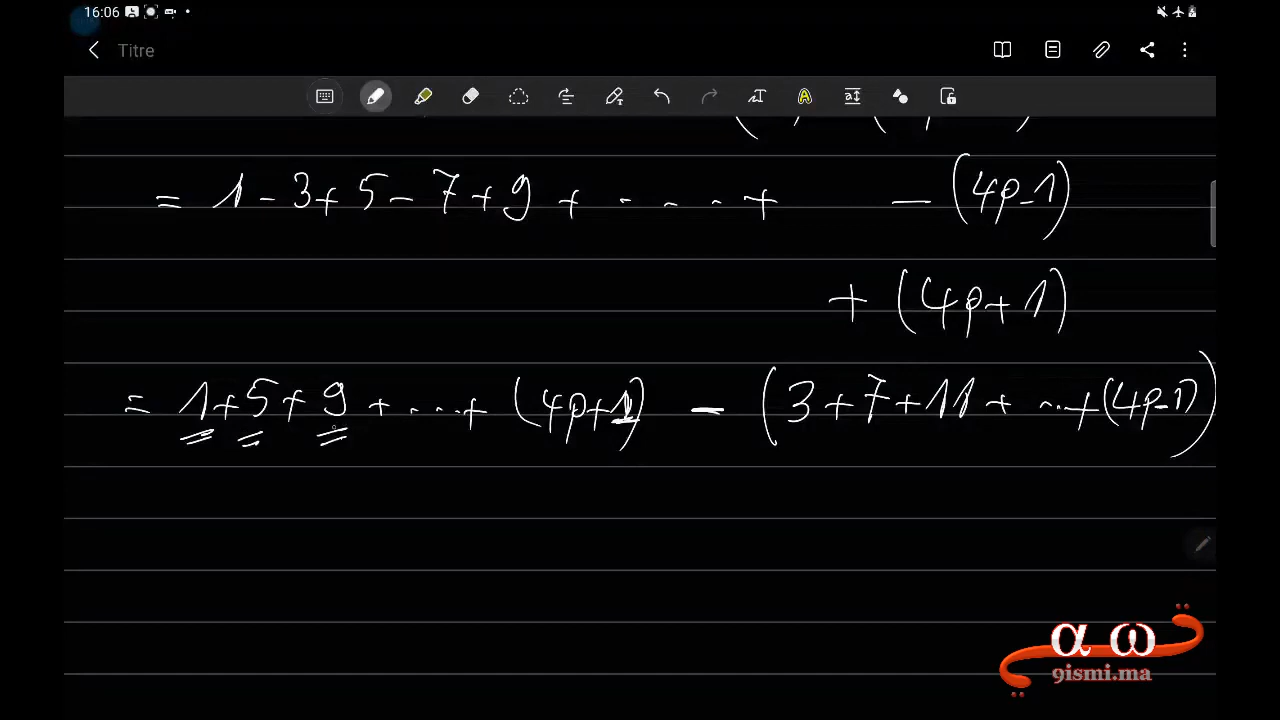 16:06
Titre
= 1 - 3 + 5 - 7 + 9 + ..... + - (4p-1)
+ (4p+1)
= 1 + 5 + 9 + ..... + (4p+1) - (3 + 7 + 11 + ...+(4p-1))
α ω
9ismi.ma